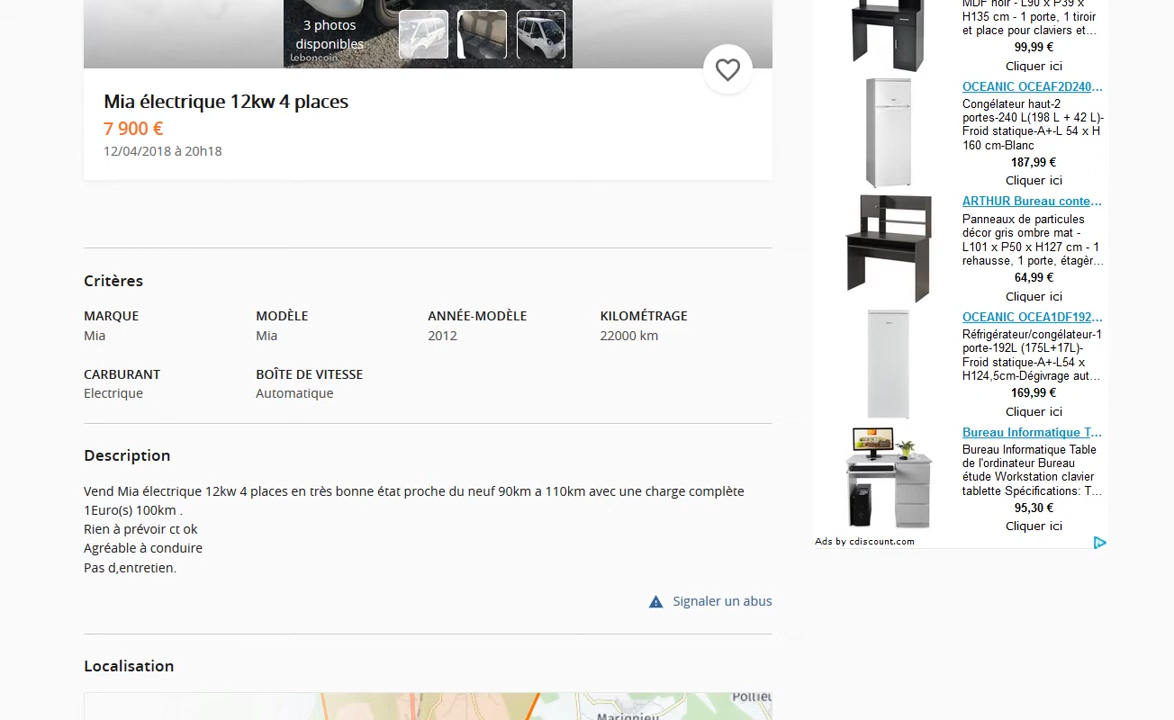 3 photos
disponibles
leboncoin
Mia électrique 12kw 4 places
7 900 €
12/04/2018 à 20h18
Critères
MARQUE
Mia
MODÈLE
Mia
ANNÉE-MODÈLE
2012
KILOMÉTRAGE
22000 km
CARBURANT
Electrique
BOÎTE DE VITESSE
Automatique
Description
Vend Mia électrique 12kw 4 places en très bonne état proche du neuf 90km a 110km avec une charge complète
1Euro(s) 100km .
Rien à prévoir ct ok
Agréable à conduire
Pas d,entretien.
Signaler un abus
Localisation
Marignieu
MDF noir - L90 x P39 x
H135 cm - 1 porte, 1 tiroir
et place pour claviers et...
99,99 €
Cliquer ici
OCEANIC OCEAF2D240...
Congélateur haut-2
portes-240 L(198 L + 42 L)-
Froid statique-A+-L 54 x H
160 cm-Blanc
187,99 €
Cliquer ici
ARTHUR Bureau conte...
Panneaux de particules
décor gris ombre mat -
L101 x P50 x H127 cm - 1
rehausse, 1 porte, étagèr...
64,99 €
Cliquer ici
OCEANIC OCEA1DF192...
Réfrigérateur/congélateur-1
porte-192L (175L+17L)-
Froid statique-A+-L54 x
H124,5cm-Dégivrage aut...
169,99 €
Cliquer ici
Bureau Informatique T...
Bureau Informatique Table
de l'ordinateur Bureau
étude Workstation clavier
tablette Spécifications: T...
95,30 €
Cliquer ici
Ads by cdiscount.com